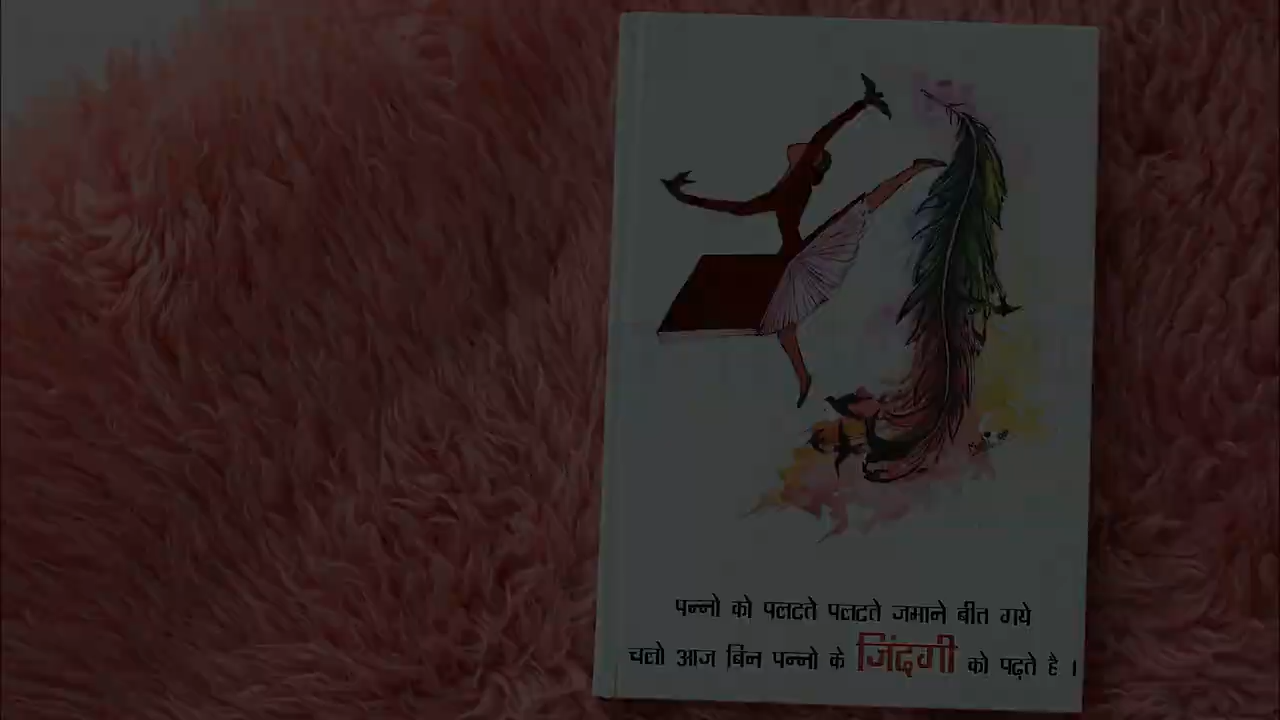 पन्नो को पलटते पलटते जमाने बीत गये
चलो आज बिन पन्नो के जिंदगी को पढ़ते है ।